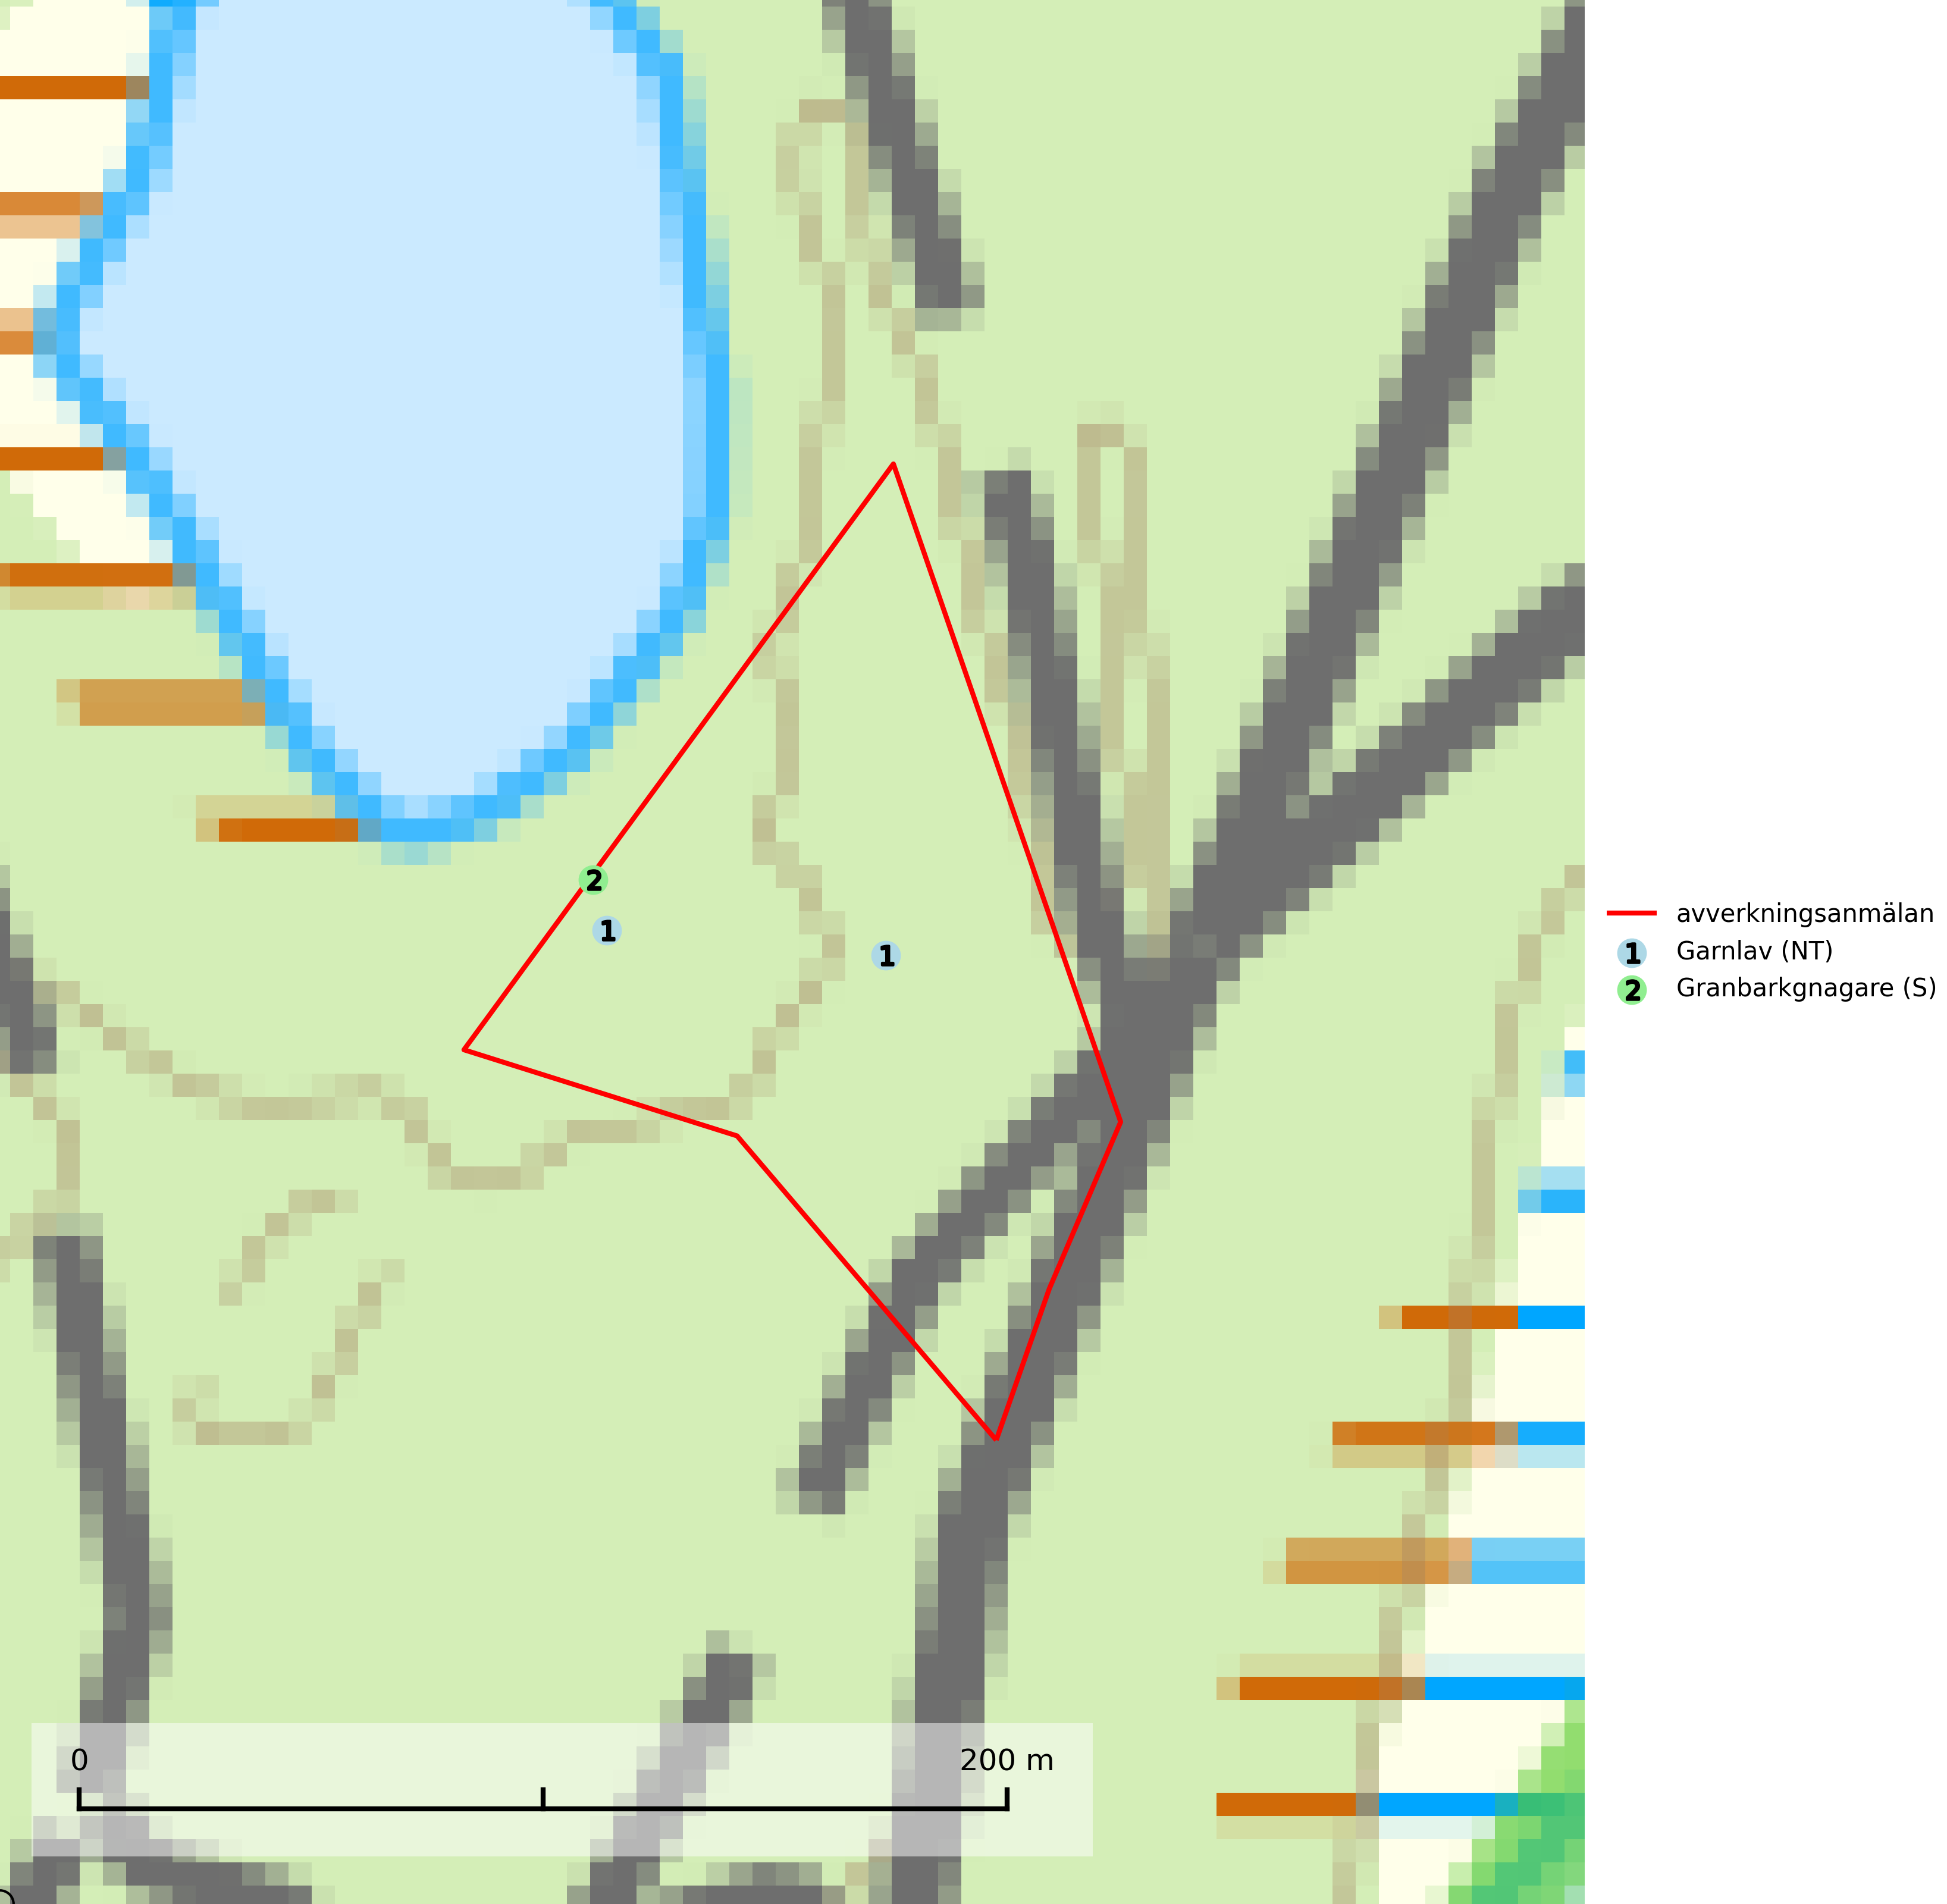 2
1
1
avverkningsanmälan
1 Garnlav (NT)
2 Granbarkgnagare (S)
0 200 m